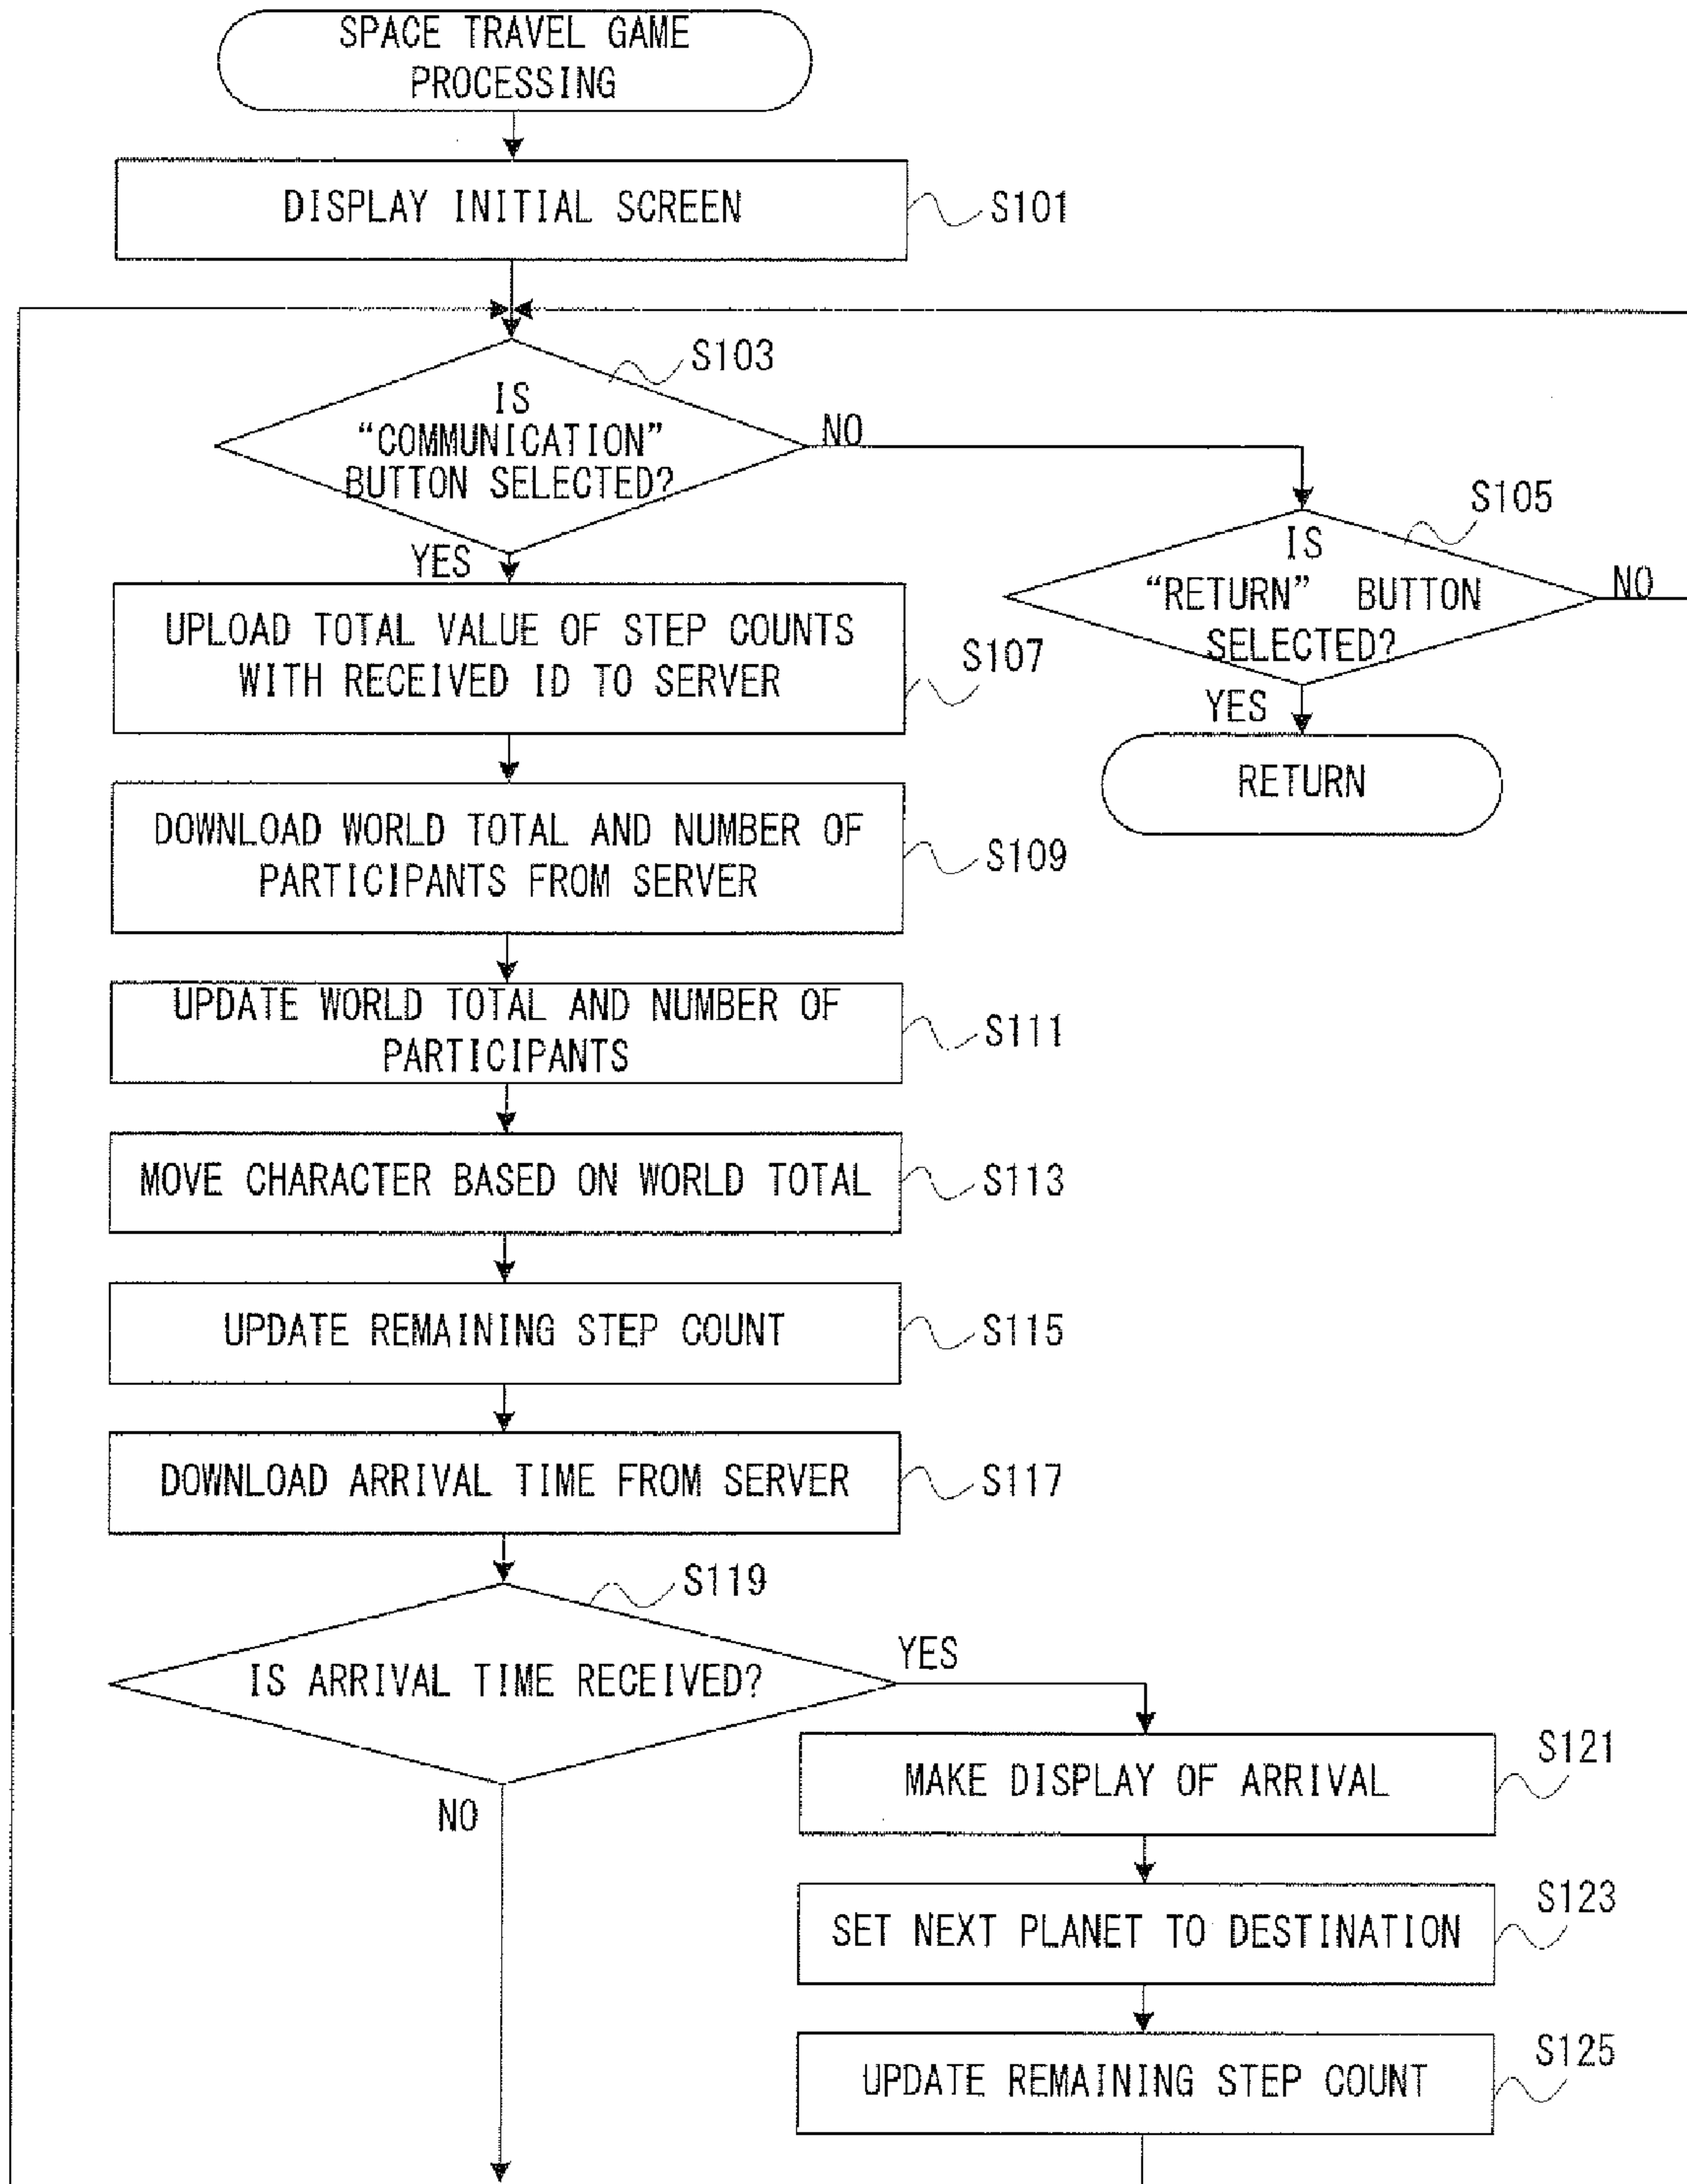 SPACE TRAVEL GAME
PROCESSING
DISPLAY INITIAL SCREEN
S101
S103
IS
“COMMUNICATION”
BUTTON SELECTED?
NO
YES
S105
IS
“RETURN” BUTTON
SELECTED?
NO
YES
RETURN
UPLOAD TOTAL VALUE OF STEP COUNTS
WITH RECEIVED ID TO SERVER
S107
DOWNLOAD WORLD TOTAL AND NUMBER OF
PARTICIPANTS FROM SERVER
S109
UPDATE WORLD TOTAL AND NUMBER OF
PARTICIPANTS
S111
MOVE CHARACTER BASED ON WORLD TOTAL
S113
UPDATE REMAINING STEP COUNT
S115
DOWNLOAD ARRIVAL TIME FROM SERVER
S117
S119
IS ARRIVAL TIME RECEIVED?
YES
NO
MAKE DISPLAY OF ARRIVAL
S121
SET NEXT PLANET TO DESTINATION
S123
UPDATE REMAINING STEP COUNT
S125